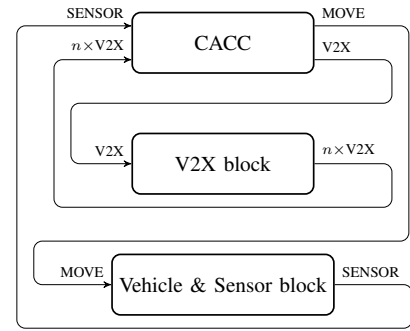 SENSOR MOVE
n×V2X CACC V2X
V2X n×V2X
V2X block
MOVE SENSOR
Vehicle & Sensor block